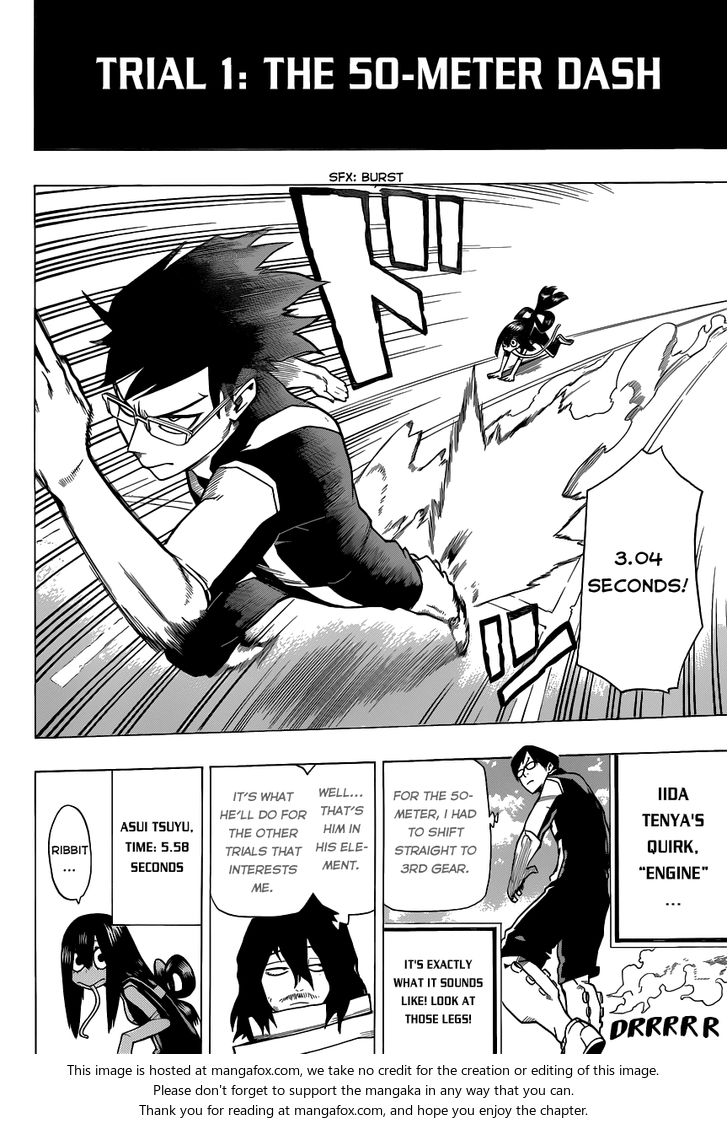 TRIAL 1: THE 50-METER DASH
SFX: BURST
ドドッ
3.04
SECONDS!
IIDA
TENYA'S
QUIRK,
“ENGINE”
...
FOR THE 50-
METER, I HAD
TO SHIFT
STRAIGHT TO
3RD GEAR.
IT'S EXACTLY
WHAT IT SOUNDS
LIKE! LOOK AT
THOSE LEGS!
DRRRRR
WELL...
THAT'S
HIM IN
HIS ELE-
MENT.
IT'S WHAT
HE'LL DO FOR
THE OTHER
TRIALS THAT
INTERESTS
ME.
ASUI TSUYU,
TIME: 5.58
SECONDS
RIBBIT
...
This image is hosted at mangafox.com, we take no credit for the creation or editing of this image.
Please don't forget to support the mangaka in any way that you can.
Thank you for reading at mangafox.com, and hope you enjoy the chapter.